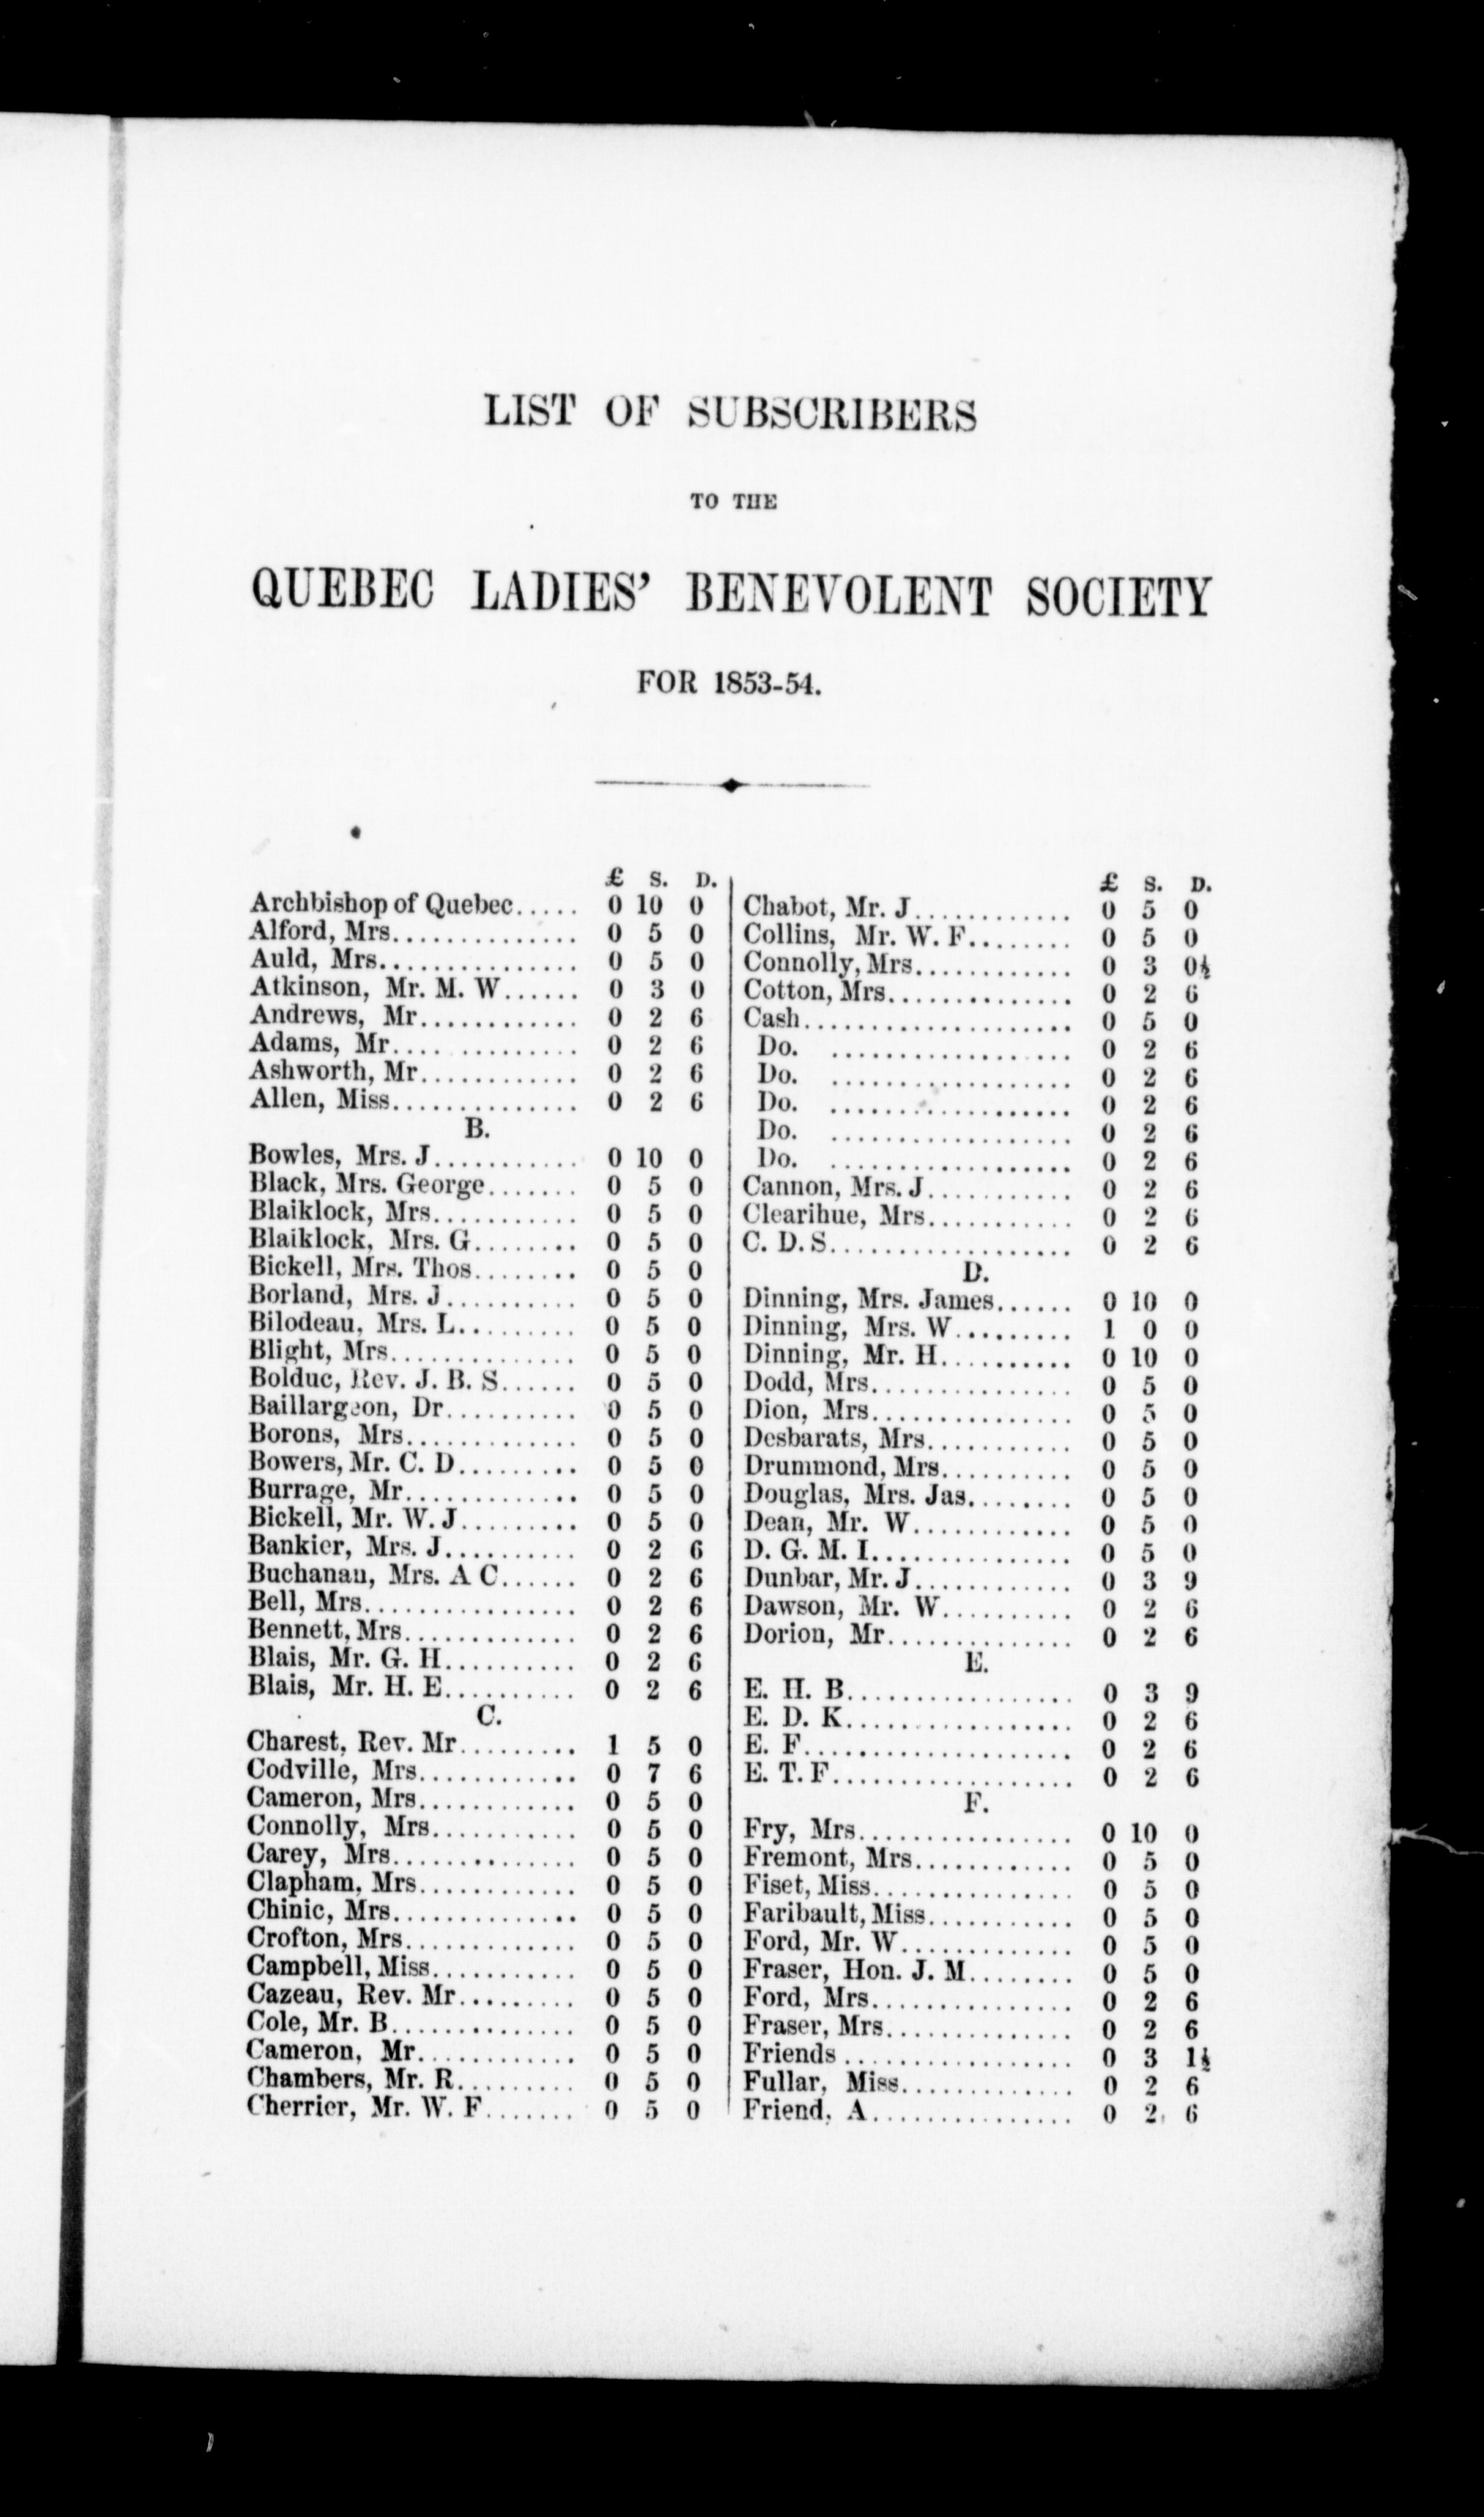 LIST OF SUBSCRIBERS
TO THE
QUEBEC LADIES' BENEVOLENT SOCIETY
FOR 1853-54.
£ S. D.
Archbishop of Quebec..... 0 10 0
Alford, Mrs............... 0 5 0
Auld, Mrs................ 0 5 0
Atkinson, Mr. M. W...... 0 3 0
Andrews, Mr............. 0 2 6
Adams, Mr............... 0 2 6
Ashworth, Mr............ 0 2 6
Allen, Miss............... 0 2 6
B.
Bowles, Mrs. J............ 0 10 0
Black, Mrs. George....... 0 5 0
Blaiklock, Mrs........... 0 5 0
Blaiklock, Mrs. G........ 0 5 0
Bickell, Mrs. Thos........ 0 5 0
Borland, Mrs. J.......... 0 5 0
Bilodeau, Mrs. L......... 0 5 0
Blight, Mrs.............. 0 5 0
Bolduc, Rev. J. B. S...... 0 5 0
Baillargeon, Dr.......... 0 5 0
Borons, Mrs............. 0 5 0
Bowers, Mr. C. D......... 0 5 0
Burrage, Mr............. 0 5 0
Bickell, Mr. W. J......... 0 5 0
Bankier, Mrs. J.......... 0 2 6
Buchanan, Mrs. A C...... 0 2 6
Bell, Mrs................. 0 2 6
Bennett, Mrs............. 0 2 6
Blais, Mr. G. H.......... 0 2 6
Blais, Mr. H. E.......... 0 2 6
C.
Charest, Rev. Mr......... 1 5 0
Codville, Mrs............ 0 7 6
Cameron, Mrs............ 0 5 0
Connolly, Mrs........... 0 5 0
Carey, Mrs.............. 0 5 0
Clapham, Mrs............ 0 5 0
Chinic, Mrs.............. 0 5 0
Crofton, Mrs............. 0 5 0
Campbell, Miss........... 0 5 0
Cazeau, Rev. Mr......... 0 5 0
Cole, Mr. B.............. 0 5 0
Cameron, Mr............. 0 5 0
Chambers, Mr. R......... 0 5 0
Cherrier, Mr. W. F....... 0 5 0
£ S. D.
Chabot, Mr. J............ 0 5 0
Collins, Mr. W. F........ 0 5 0
Connolly, Mrs............ 0 3 0½
Cotton, Mrs.............. 0 2 6
Cash.................... 0 5 0
Do. .................. 0 2 6
Do. .................. 0 2 6
Do. .................. 0 2 6
Do. .................. 0 2 6
Do. .................. 0 2 6
Cannon, Mrs. J........... 0 2 6
Clearihue, Mrs........... 0 2 6
C. D. S.................. 0 2 6
D.
Dinning, Mrs. James...... 0 10 0
Dinning, Mrs. W......... 1 0 0
Dinning, Mr. H.......... 0 10 0
Dodd, Mrs............... 0 5 0
Dion, Mrs............... 0 5 0
Desbarats, Mrs........... 0 5 0
Drummond, Mrs.......... 0 5 0
Douglas, Mrs. Jas........ 0 5 0
Dean, Mr. W............ 0 5 0
D. G. M. I............... 0 5 0
Dunbar, Mr. J............ 0 3 9
Dawson, Mr. W.......... 0 2 6
Dorion, Mr.............. 0 2 6
E.
E. H. B................. 0 3 9
E. D. K................. 0 2 6
E. F.................... 0 2 6
E. T. F.................. 0 2 6
F.
Fry, Mrs................ 0 10 0
Fremont, Mrs............ 0 5 0
Fiset, Miss............... 0 5 0
Faribault, Miss........... 0 5 0
Ford, Mr. W............. 0 5 0
Fraser, Hon. J. M........ 0 5 0
Ford, Mrs............... 0 2 6
Fraser, Mrs.............. 0 2 6
Friends ................. 0 3 1½
Fullar, Miss............. 0 2 6
Friend, A............... 0 2 6